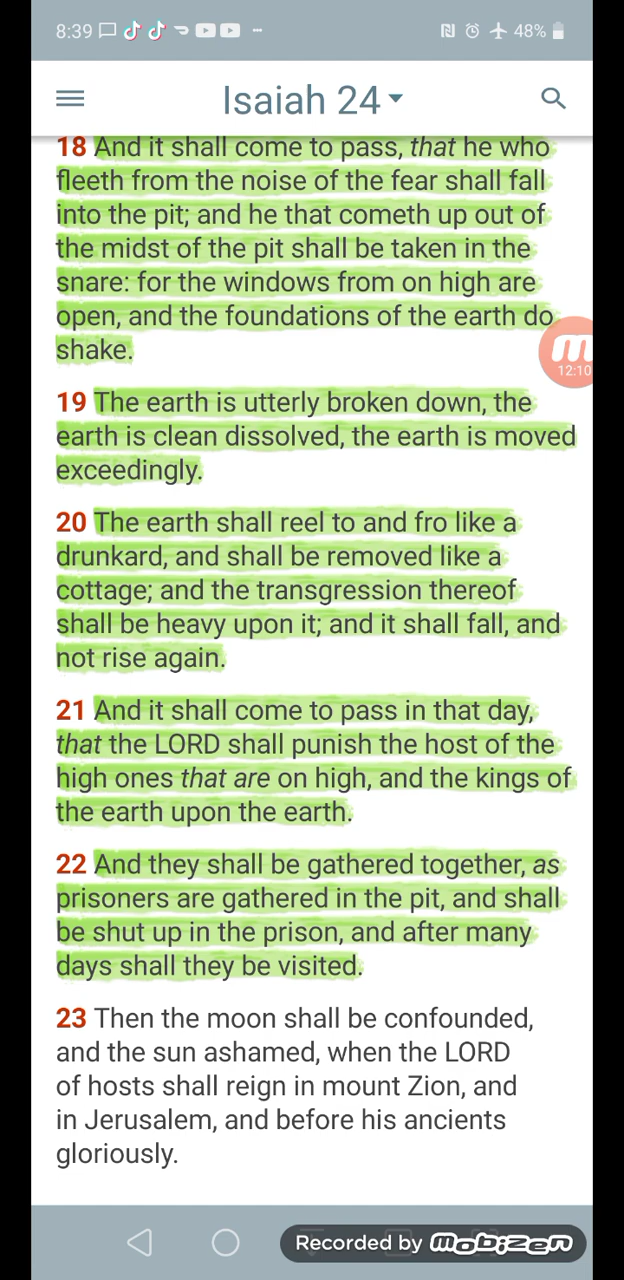 8:39 48%
Isaiah 24
18 And it shall come to pass, that he who
fleeth from the noise of the fear shall fall
into the pit; and he that cometh up out of
the midst of the pit shall be taken in the
snare: for the windows from on high are
open, and the foundations of the earth do
shake.
12:10
19 The earth is utterly broken down, the
earth is clean dissolved, the earth is moved
exceedingly.
20 The earth shall reel to and fro like a
drunkard, and shall be removed like a
cottage; and the transgression thereof
shall be heavy upon it; and it shall fall, and
not rise again.
21 And it shall come to pass in that day,
that the LORD shall punish the host of the
high ones that are on high, and the kings of
the earth upon the earth.
22 And they shall be gathered together, as
prisoners are gathered in the pit, and shall
be shut up in the prison, and after many
days shall they be visited.
23 Then the moon shall be confounded,
and the sun ashamed, when the LORD
of hosts shall reign in mount Zion, and
in Jerusalem, and before his ancients
gloriously.
Recorded by mobizen